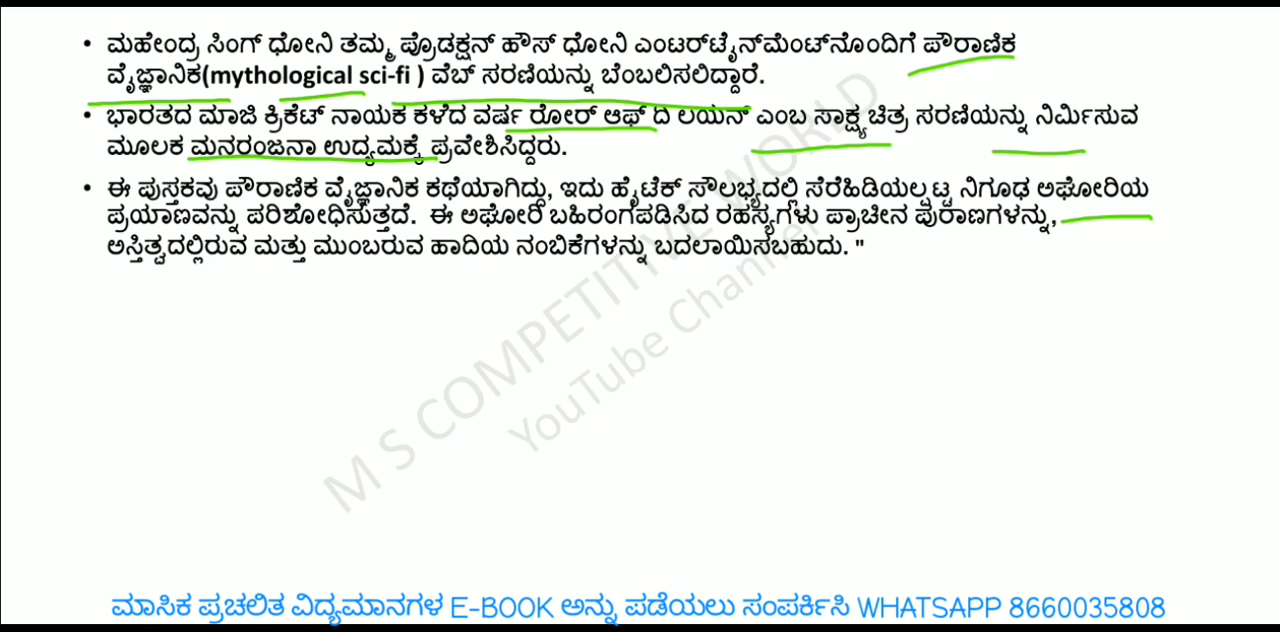 • ಮಹೇಂದ್ರ ಸಿಂಗ್ ಧೋನಿ ತಮ್ಮ ಪ್ರೊಡಕ್ಷನ್ ಹೌಸ್ ಧೋನಿ ಎಂಟರ್‌ಟೈನ್‌ಮೆಂಟ್‌ನೊಂದಿಗೆ ಪೌರಾಣಿಕ
ವೈಜ್ಞಾನಿಕ(mythological sci-fi ) ವೆಬ್ ಸರಣಿಯನ್ನು ಬೆಂಬಲಿಸಲಿದ್ದಾರೆ.
• ಭಾರತದ ಮಾಜಿ ಕ್ರಿಕೆಟ್ ನಾಯಕ ಕಳೆದ ವರ್ಷ ರೋರ್ ಆಫ್ ದಿ ಲಯನ್ ಎಂಬ ಸಾಕ್ಷ್ಯಚಿತ್ರ ಸರಣಿಯನ್ನು ನಿರ್ಮಿಸುವ
ಮೂಲಕ ಮನರಂಜನಾ ಉದ್ಯಮಕ್ಕೆ ಪ್ರವೇಶಿಸಿದ್ದರು.
• ಈ ಪುಸ್ತಕವು ಪೌರಾಣಿಕ ವೈಜ್ಞಾನಿಕ ಕಥೆಯಾಗಿದ್ದು, ಇದು ಹೈಟೆಕ್ ಸೌಲಭ್ಯದಲ್ಲಿ ಸೆರೆಹಿಡಿಯಲ್ಪಟ್ಟ ನಿಗೂಢ ಅಘೋರಿಯ
ಪ್ರಯಾಣವನ್ನು ಪರಿಶೋಧಿಸುತ್ತದೆ. ಈ ಅಘೋರಿ ಬಹಿರಂಗಪಡಿಸಿದ ರಹಸ್ಯಗಳು ಪ್ರಾಚೀನ ಪುರಾಣಗಳನ್ನು,
ಅಸ್ತಿತ್ವದಲ್ಲಿರುವ ಮತ್ತು ಮುಂಬರುವ ಹಾದಿಯ ನಂಬಿಕೆಗಳನ್ನು ಬದಲಾಯಿಸಬಹುದು. "
M S COMPETITIVE WORLD
YouTube Channel
ಮಾಸಿಕ ಪ್ರಚಲಿತ ವಿದ್ಯಮಾನಗಳ E-BOOK ಅನ್ನು ಪಡೆಯಲು ಸಂಪರ್ಕಿಸಿ WHATSAPP 8660035808